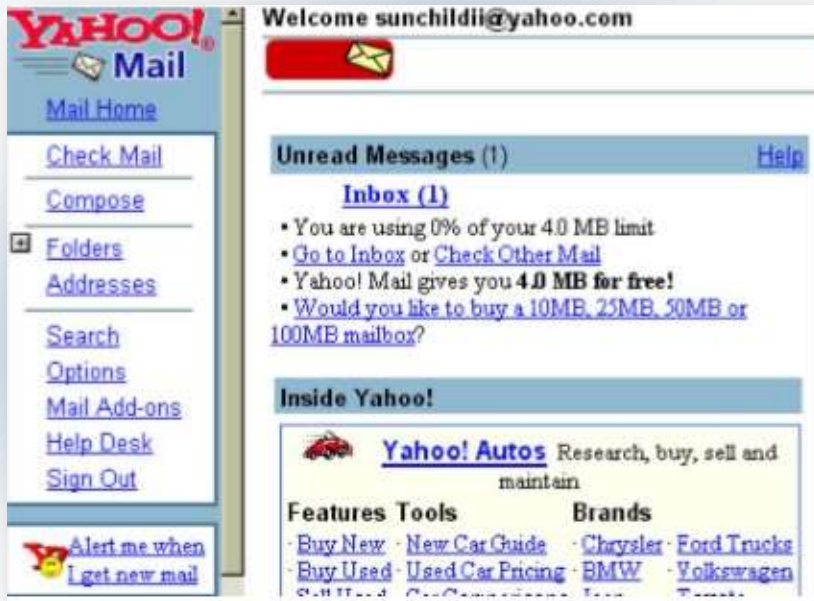 YAHOO!®
Mail
Mail Home
Check Mail
Compose
Folders
Addresses
Search
Options
Mail Add-ons
Help Desk
Sign Out
Alert me when
I get new mail
Welcome sunchildii@yahoo.com
Unread Messages (1) Help
Inbox (1)
• You are using 0% of your 4.0 MB limit
• Go to Inbox or Check Other Mail
• Yahoo! Mail gives you 4.0 MB for free!
• Would you like to buy a 10MB, 25MB, 50MB or
100MB mailbox?
Inside Yahoo!
Yahoo! Autos Research, buy, sell and
maintain
Features Tools Brands
· Buy New · New Car Guide · Chrysler · Ford Trucks
· Buy Used · Used Car Pricing · BMW · Volkswagen